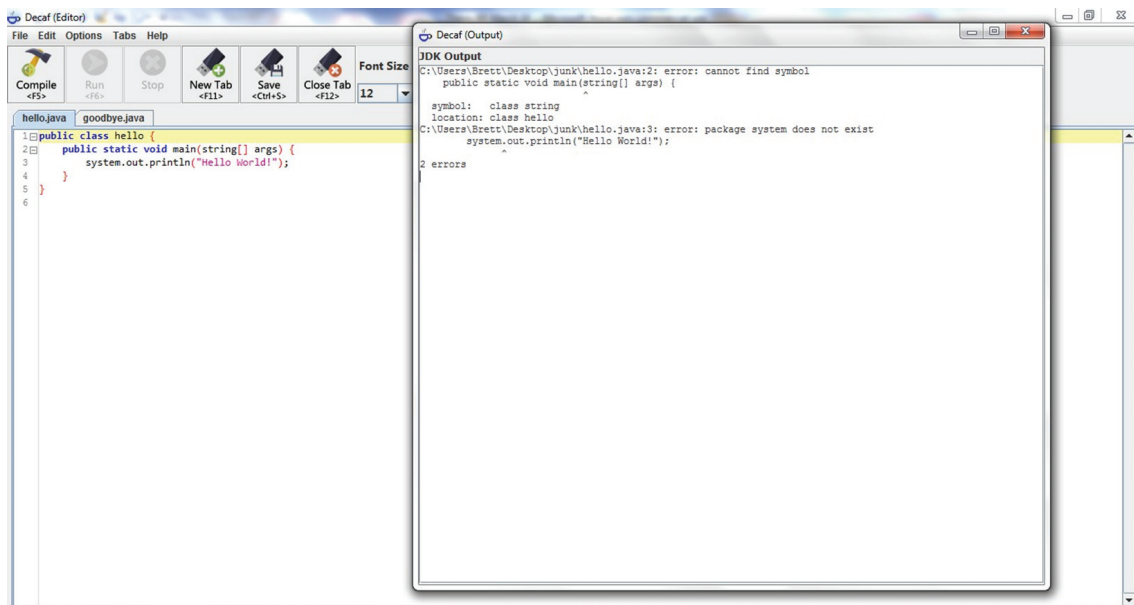 Decaf (Editor)
File Edit Options Tabs Help
Compile
<F5>
Run
<F6>
Stop
New Tab
<F11>
Save
<Ctrl+S>
Close Tab
<F12>
Font Size
12
hello.java goodbye.java
1 public class hello {
2 public static void main(string[] args) {
3 system.out.println("Hello World!");
4 }
5 }
6
Decaf (Output)
JDK Output
C:\Users\Brett\Desktop\junk\hello.java:2: error: cannot find symbol
public static void main(string[] args) {
^
symbol: class string
location: class hello
C:\Users\Brett\Desktop\junk\hello.java:3: error: package system does not exist
system.out.println("Hello World!");
^
2 errors